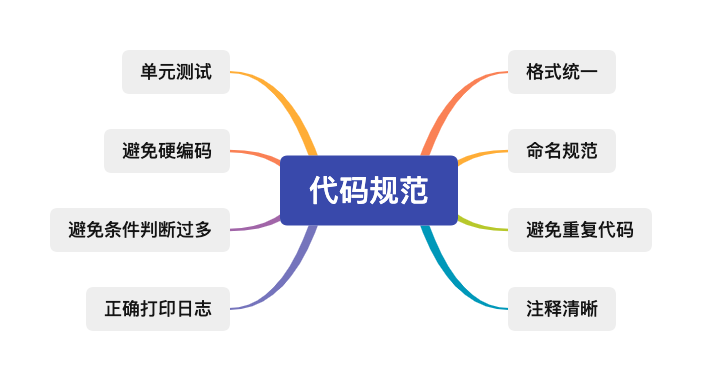 单元测试
格式统一
避免硬编码
命名规范
代码规范
避免条件判断过多
避免重复代码
正确打印日志
注释清晰